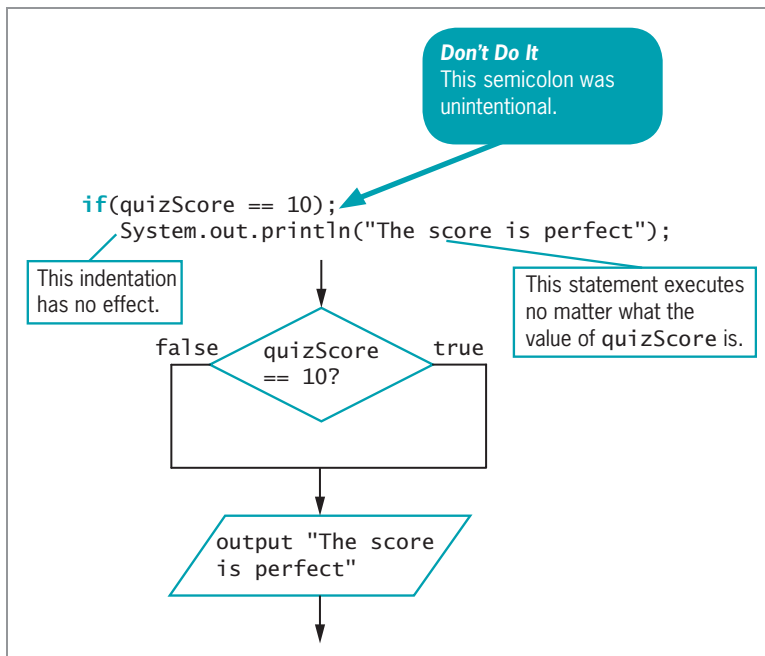 Don't Do It
This semicolon was
unintentional.
if(quizScore == 10);
System.out.println("The score is perfect");
This indentation
has no effect.
This statement executes
no matter what the
value of quizScore is.
false
quizScore
== 10?
true
output "The score
is perfect"